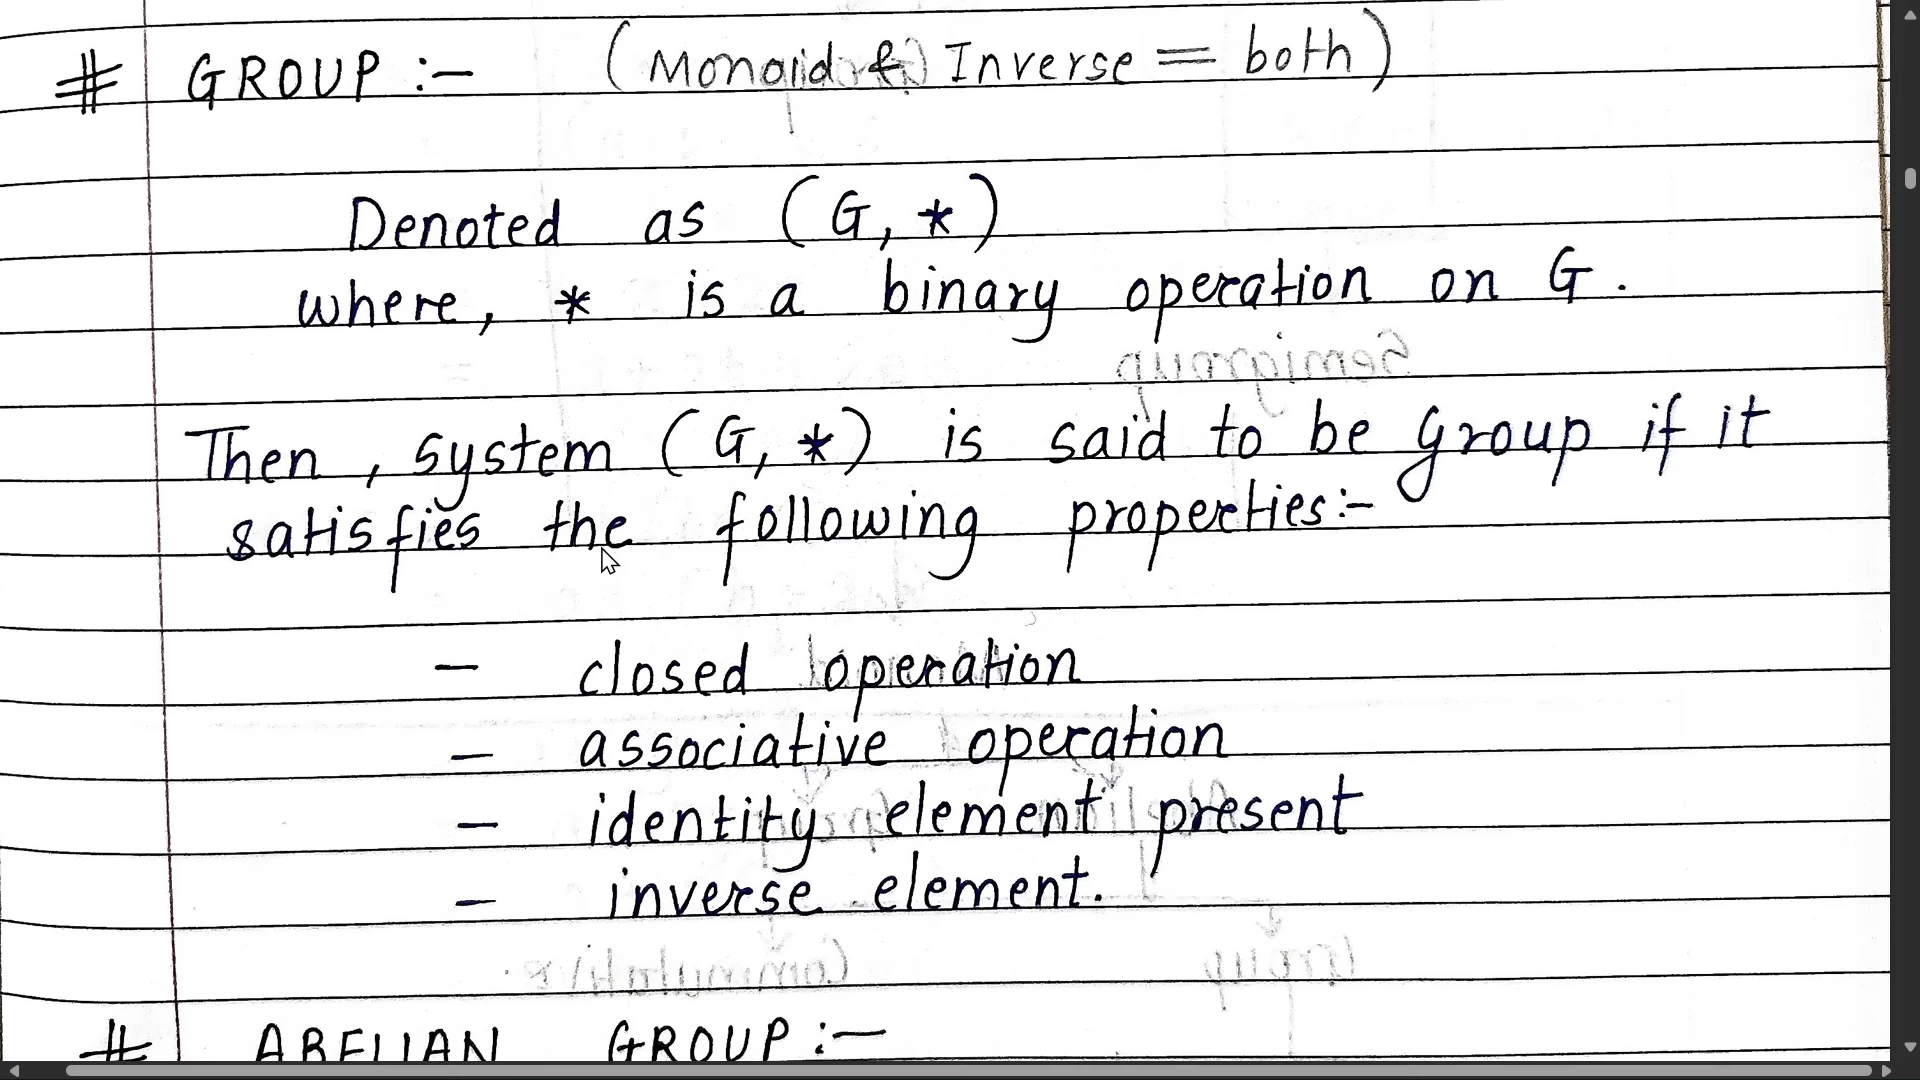 # GROUP :- (Monoid & Inverse = both)
Denoted as (G, *)
where, * is a binary operation on G.
Then, system (G, *) is said to be group if it
satisfies the following properties:-
- closed operation
- associative operation
- identity element present
- inverse element.
# ABELIAN GROUP :-